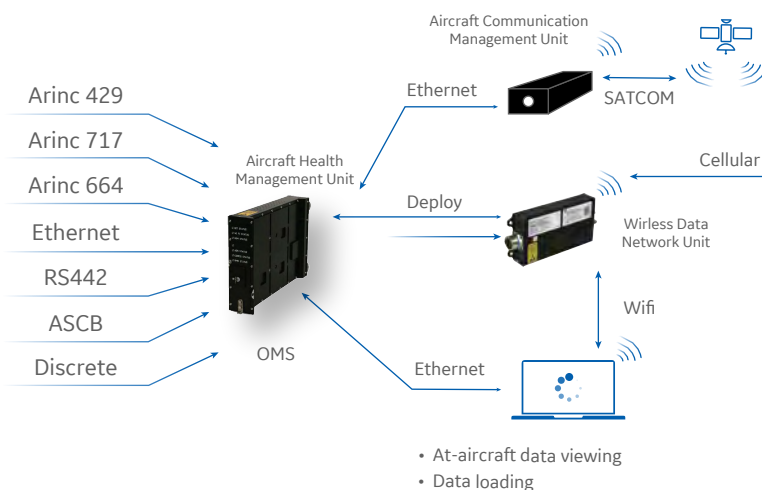 Aircraft Communication
Management Unit
Ethernet
SATCOM
Arinc 429
Arinc 717
Arinc 664
Ethernet
RS442
ASCB
Discrete
Aircraft Health
Management Unit
OMS
Deploy
Cellular
Wirless Data
Network Unit
Wifi
Ethernet
• At-aircraft data viewing
• Data loading